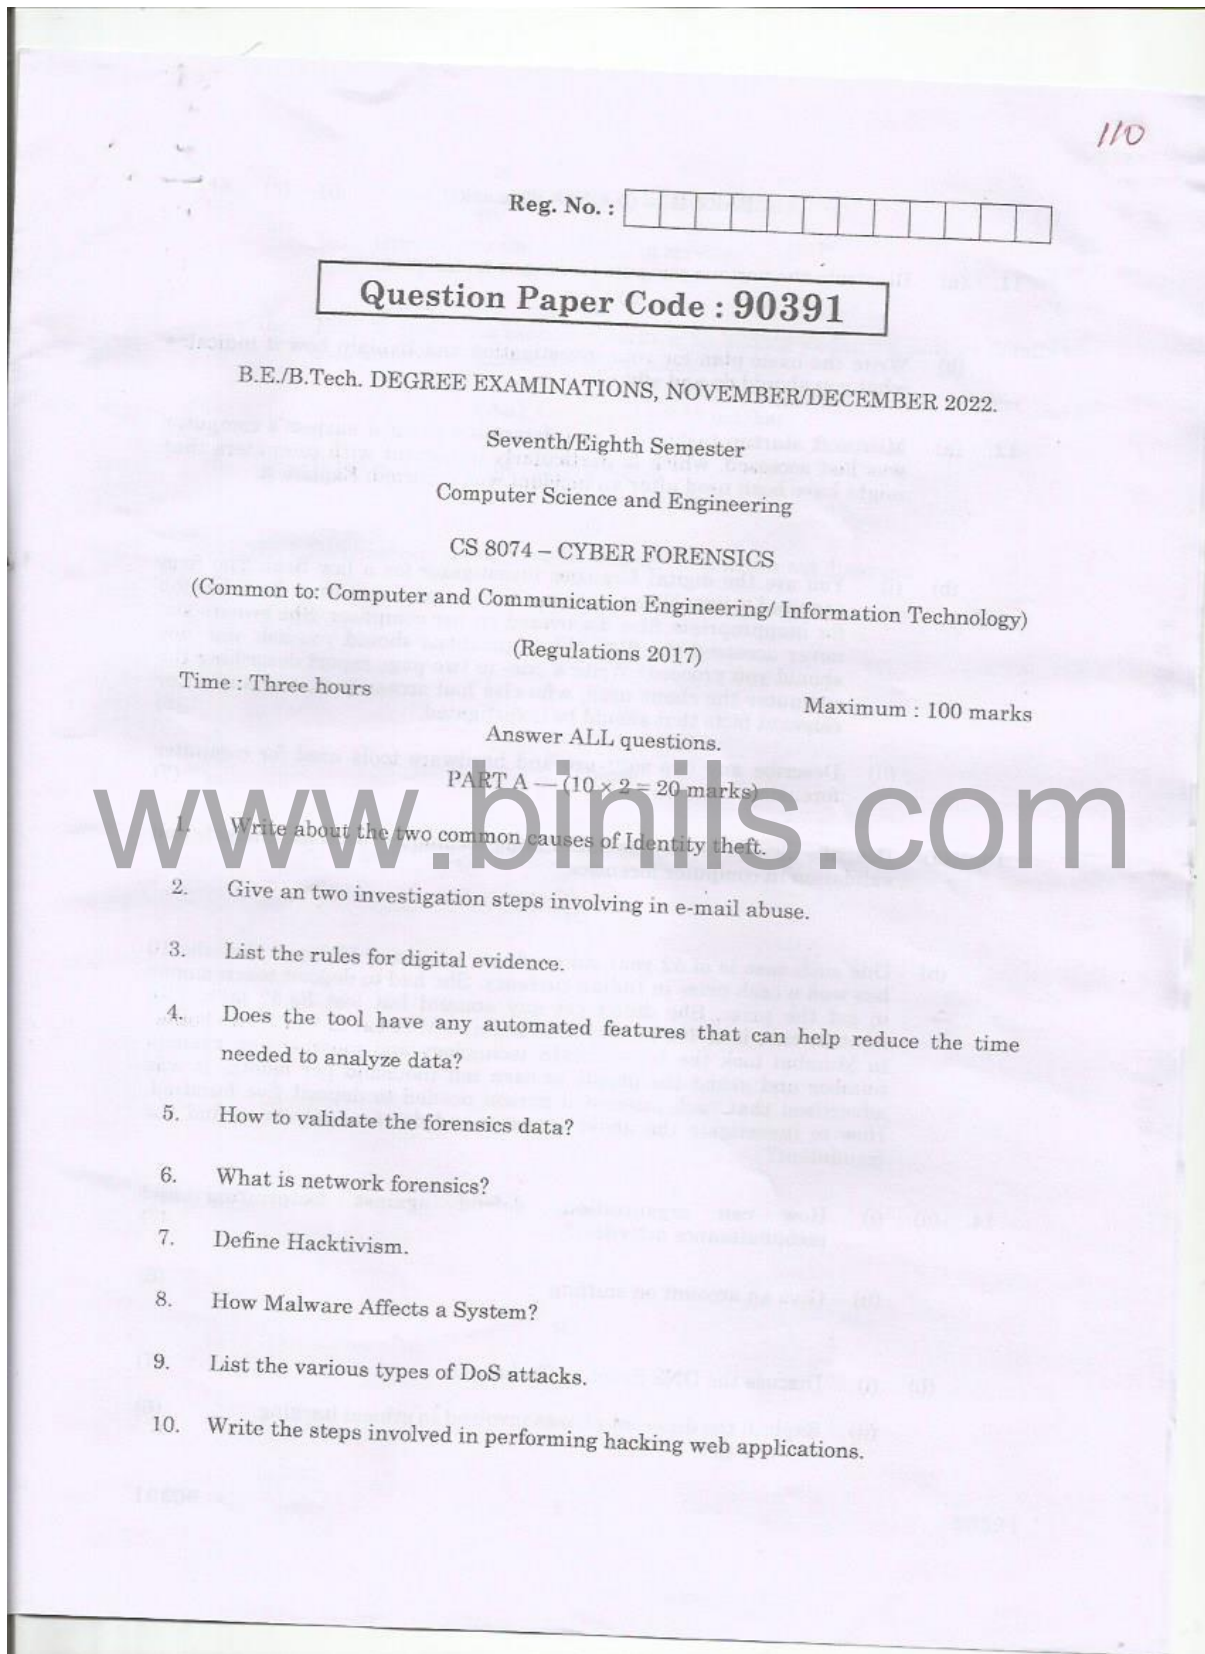 110
Reg. No. :
Question Paper Code : 90391
B.E./B.Tech. DEGREE EXAMINATIONS, NOVEMBER/DECEMBER 2022.
Seventh/Eighth Semester
Computer Science and Engineering
CS 8074 – CYBER FORENSICS
(Common to: Computer and Communication Engineering/ Information Technology)
(Regulations 2017)
Time : Three hours
Maximum : 100 marks
Answer ALL questions.
PART A — (10 × 2 = 20 marks)
www.binils.com
1. Write about the two common causes of Identity theft.
2. Give an two investigation steps involving in e-mail abuse.
3. List the rules for digital evidence.
4. Does the tool have any automated features that can help reduce the time
needed to analyze data?
5. How to validate the forensics data?
6. What is network forensics?
7. Define Hacktivism.
8. How Malware Affects a System?
9. List the various types of DoS attacks.
10. Write the steps involved in performing hacking web applications.